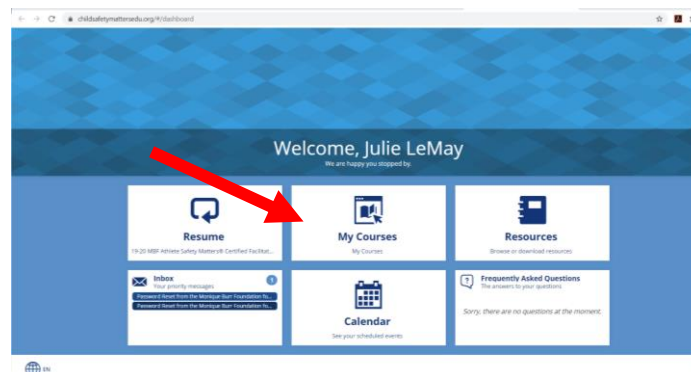 childsafetymattersedu.org/#/dashboard
Welcome, Julie LeMay
We are happy you stopped by.
Resume
19-20 MBF Athlete Safety Matters® Certified Facilitat...
My Courses
My Courses
Resources
Browse or download resources
Inbox
Your priority messages
1
Password Reset from the Monique Burr Foundation fo...
Password Reset from the Monique Burr Foundation fo...
Calendar
See your scheduled events
Frequently Asked Questions
The answers to your questions
Sorry, there are no questions at the moment.
EN